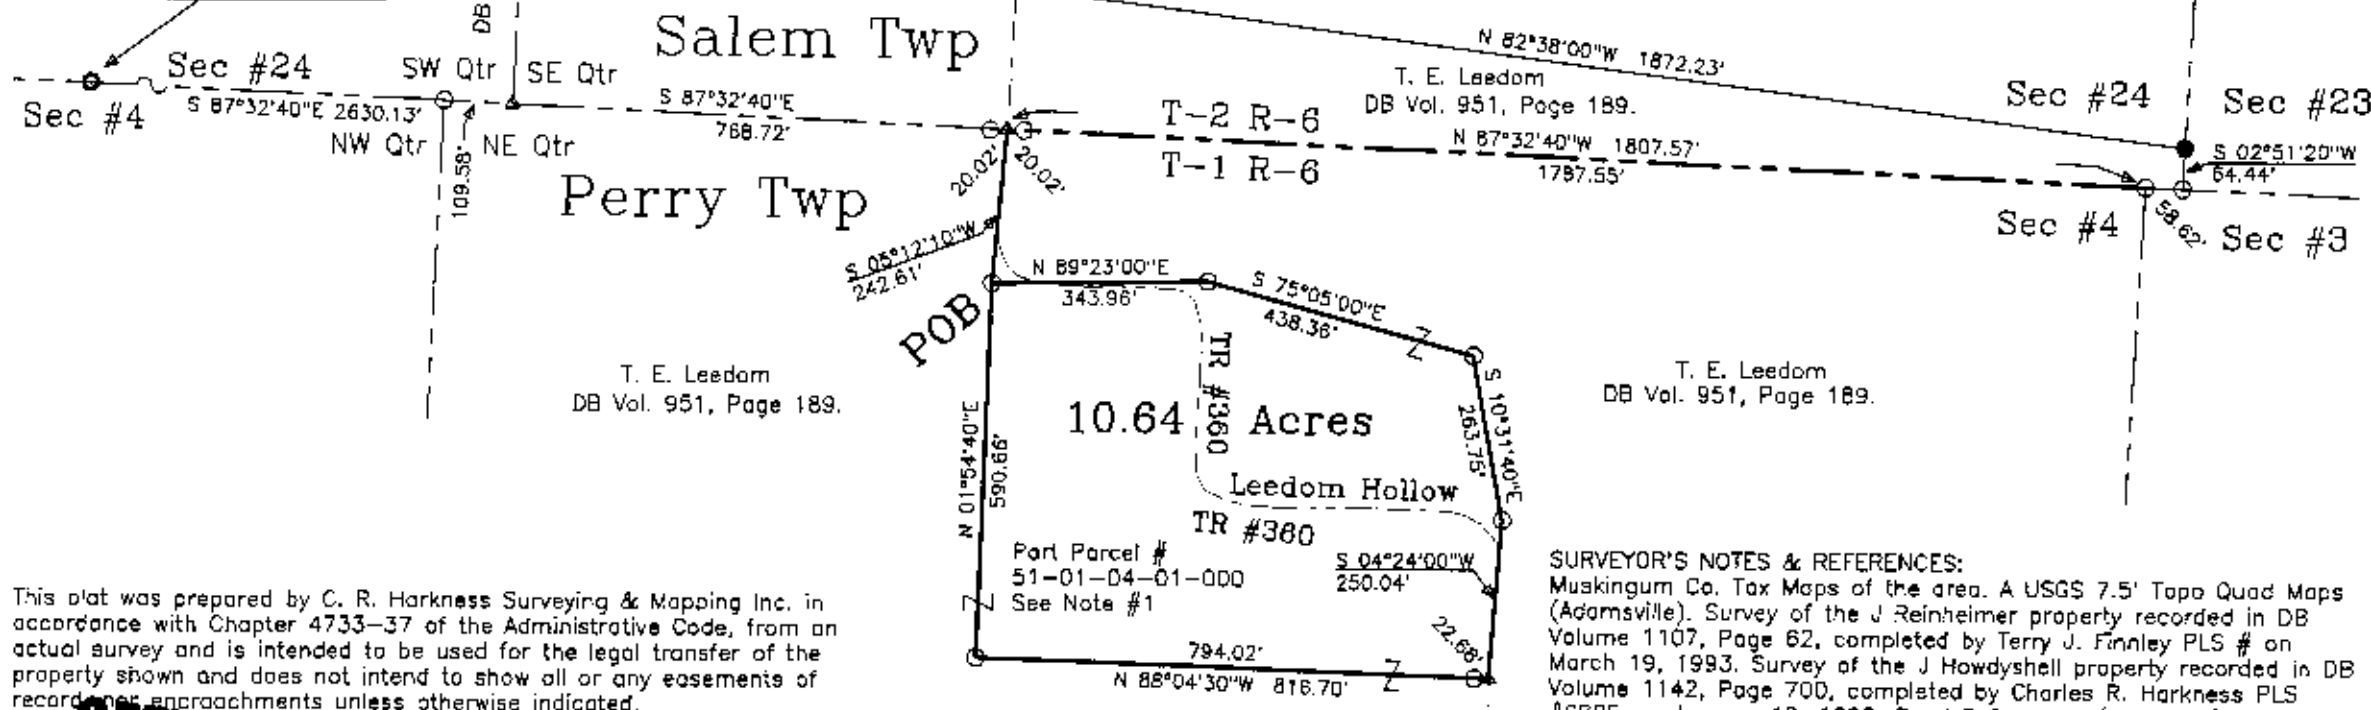 DB
Salem Twp
N 82°38'00"W 1872.23'
Sec #24
SW Qtr
SE Qtr
T. E. Leedom
DB Vol. 951, Page 189.
Sec #24
Sec #23
Sec #4
S 87°32'40"E 2630.13'
S 87°32'40"E
768.72'
T-2 R-6
T-1 R-6
N 87°32'40"W 1807.57'
1787.55'
S 02°51'20"W
64.44'
NW Qtr
NE Qtr
109.58'
20.02'
20.02'
Perry Twp
Sec #4
58.62'
Sec #3
S 05°12'10"W
242.61'
N 89°23'00"E
343.96'
S 75°05'00"E
438.36'
POB
TR #360
T. E. Leedom
DB Vol. 951, Page 189.
T. E. Leedom
DB Vol. 951, Page 189.
10.64 Acres
S 10°31'40"E
263.75'
N 01°54'40"E
590.66'
Leedom Hollow
TR #360
Part Parcel #
51-01-04-01-000
See Note #1
S 04°24'00"W
250.04'
22.68'
794.02'
N 88°04'30"W 816.70'
This plat was prepared by C. R. Harkness Surveying & Mapping Inc. in
accordance with Chapter 4733-37 of the Administrative Code, from an
actual survey and is intended to be used for the legal transfer of the
property shown and does not intend to show all or any easements of
encroachments unless otherwise indicated.
SURVEYOR'S NOTES & REFERENCES:
Muskingum Co. Tax Maps of the area. A USGS 7.5' Topo Quad Maps
(Adamsville). Survey of the J Reinheimer property recorded in DB
Volume 1107, Page 62, completed by Terry J. Finnley PLS # on
March 19, 1993. Survey of the J Howdyshell property recorded in DB
Volume 1142, Page 700, completed by Charles R. Harkness PLS